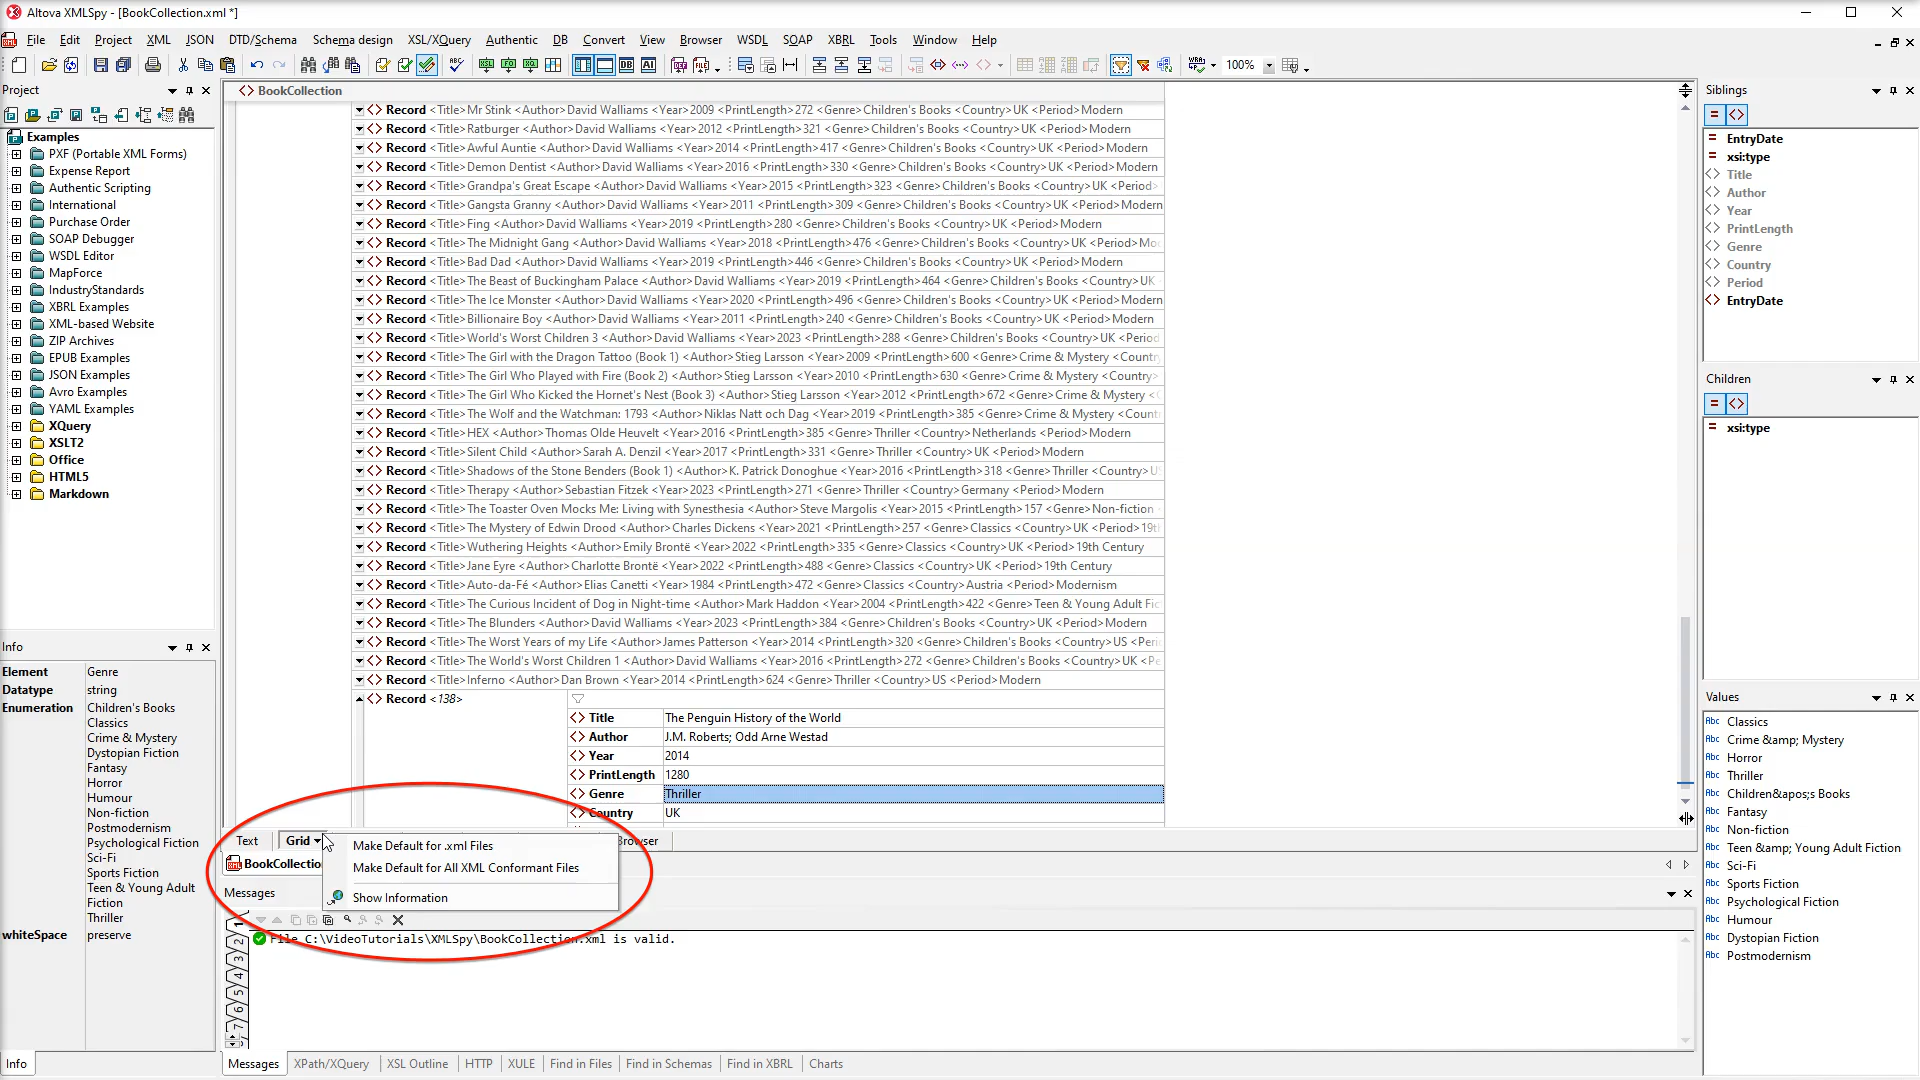 Altova XMLSpy - [BookCollection.xml *]
File Edit Project XML JSON DTD/Schema Schema design XSL/XQuery Authentic DB Convert View Browser WSDL SOAP XBRL Tools Window Help
100%
Project
Examples
PXF (Portable XML Forms)
Expense Report
Authentic Scripting
International
Purchase Order
SOAP Debugger
WSDL Editor
MapForce
IndustryStandards
XBRL Examples
XML-based Website
ZIP Archives
EPUB Examples
JSON Examples
Avro Examples
YAML Examples
XQuery
XSLT2
Office
HTML5
Markdown
Info
Element Genre
Datatype string
Enumeration Children's Books
Classics
Crime & Mystery
Dystopian Fiction
Fantasy
Horror
Humour
Non-fiction
Postmodernism
Psychological Fiction
Sci-Fi
Sports Fiction
Teen & Young Adult
Fiction
Thriller
whiteSpace preserve
Info
<> BookCollection
<> Record <Title>Mr Stink <Author>David Walliams <Year>2009 <PrintLength>272 <Genre>Children's Books <Country>UK <Period>Modern
<> Record <Title>Ratburger <Author>David Walliams <Year>2012 <PrintLength>321 <Genre>Children's Books <Country>UK <Period>Modern
<> Record <Title>Awful Auntie <Author>David Walliams <Year>2014 <PrintLength>417 <Genre>Children's Books <Country>UK <Period>Modern
<> Record <Title>Demon Dentist <Author>David Walliams <Year>2016 <PrintLength>330 <Genre>Children's Books <Country>UK <Period>Modern
<> Record <Title>Grandpa's Great Escape <Author>David Walliams <Year>2015 <PrintLength>323 <Genre>Children's Books <Country>UK <Period>
<> Record <Title>Gangsta Granny <Author>David Walliams <Year>2011 <PrintLength>309 <Genre>Children's Books <Country>UK <Period>Modern
<> Record <Title>Fing <Author>David Walliams <Year>2019 <PrintLength>280 <Genre>Children's Books <Country>UK <Period>Modern
<> Record <Title>The Midnight Gang <Author>David Walliams <Year>2018 <PrintLength>476 <Genre>Children's Books <Country>UK <Period>Mo
<> Record <Title>Bad Dad <Author>David Walliams <Year>2019 <PrintLength>446 <Genre>Children's Books <Country>UK <Period>Modern
<> Record <Title>The Beast of Buckingham Palace <Author>David Walliams <Year>2019 <PrintLength>464 <Genre>Children's Books <Country>UK
<> Record <Title>The Ice Monster <Author>David Walliams <Year>2020 <PrintLength>496 <Genre>Children's Books <Country>UK <Period>Modern
<> Record <Title>Billionaire Boy <Author>David Walliams <Year>2011 <PrintLength>240 <Genre>Children's Books <Country>UK <Period>Modern
<> Record <Title>World's Worst Children 3 <Author>David Walliams <Year>2023 <PrintLength>288 <Genre>Children's Books <Country>UK <Period>
<> Record <Title>The Girl with the Dragon Tattoo (Book 1) <Author>Stieg Larsson <Year>2009 <PrintLength>600 <Genre>Crime & Mystery <Country
<> Record <Title>The Girl Who Played with Fire (Book 2) <Author>Stieg Larsson <Year>2010 <PrintLength>630 <Genre>Crime & Mystery <Country>
<> Record <Title>The Girl Who Kicked the Hornet's Nest (Book 3) <Author>Stieg Larsson <Year>2012 <PrintLength>672 <Genre>Crime & Mystery <
<> Record <Title>The Wolf and the Watchman: 1793 <Author>Niklas Natt och Dag <Year>2019 <PrintLength>385 <Genre>Crime & Mystery <Count
<> Record <Title>HEX <Author>Thomas Olde Heuvelt <Year>2016 <PrintLength>385 <Genre>Thriller <Country>Netherlands <Period>Modern
<> Record <Title>Silent Child <Author>Sarah A. Denzil <Year>2017 <PrintLength>331 <Genre>Thriller <Country>UK <Period>Modern
<> Record <Title>Shadows of the Stone Benders (Book 1) <Author>K. Patrick Donoghue <Year>2016 <PrintLength>318 <Genre>Thriller <Country>US
<> Record <Title>Therapy <Author>Sebastian Fitzek <Year>2023 <PrintLength>271 <Genre>Thriller <Country>Germany <Period>Modern
<> Record <Title>The Toaster Oven Mocks Me: Living with Synesthesia <Author>Steve Margolis <Year>2015 <PrintLength>157 <Genre>Non-fiction
<> Record <Title>The Mystery of Edwin Drood <Author>Charles Dickens <Year>2021 <PrintLength>257 <Genre>Classics <Country>UK <Period>19t
<> Record <Title>Wuthering Heights <Author>Emily Brontë <Year>2022 <PrintLength>335 <Genre>Classics <Country>UK <Period>19th Century
<> Record <Title>Jane Eyre <Author>Charlotte Brontë <Year>2022 <PrintLength>488 <Genre>Classics <Country>UK <Period>19th Century
<> Record <Title>Auto-da-Fé <Author>Elias Canetti <Year>1984 <PrintLength>472 <Genre>Classics <Country>Austria <Period>Modernism
<> Record <Title>The Curious Incident of Dog in Night-time <Author>Mark Haddon <Year>2004 <PrintLength>422 <Genre>Teen & Young Adult Fic
<> Record <Title>The Blunders <Author>David Walliams <Year>2023 <PrintLength>384 <Genre>Children's Books <Country>UK <Period>Modern
<> Record <Title>The Worst Years of my Life <Author>James Patterson <Year>2014 <PrintLength>320 <Genre>Children's Books <Country>US <Peri
<> Record <Title>The World's Worst Children 1 <Author>David Walliams <Year>2016 <PrintLength>272 <Genre>Children's Books <Country>UK <Pe
<> Record <Title>Inferno <Author>Dan Brown <Year>2014 <PrintLength>624 <Genre>Thriller <Country>US <Period>Modern
<> Record <138>
<> Title The Penguin History of the World
<> Author J.M. Roberts; Odd Arne Westad
<> Year 2014
<> PrintLength 1280
<> Genre Thriller
<> Country UK
Text Grid Browser
Make Default for .xml Files
Make Default for All XML Conformant Files
Show Information
BookCollectio
Messages
1
2
3
4
5
6
7
File C:\VideoTutorials\XMLSpy\BookCollection.xml is valid.
Messages XPath/XQuery XSL Outline HTTP XULE Find in Files Find in Schemas Find in XBRL Charts
Siblings
= <>
= EntryDate
= xsi:type
<> Title
<> Author
<> Year
<> PrintLength
<> Genre
<> Country
<> Period
<> EntryDate
Children
= <>
= xsi:type
Values
Abc Classics
Abc Crime &amp; Mystery
Abc Horror
Abc Thriller
Abc Children&apos;s Books
Abc Fantasy
Abc Non-fiction
Abc Teen &amp; Young Adult Fiction
Abc Sci-Fi
Abc Sports Fiction
Abc Psychological Fiction
Abc Humour
Abc Dystopian Fiction
Abc Postmodernism